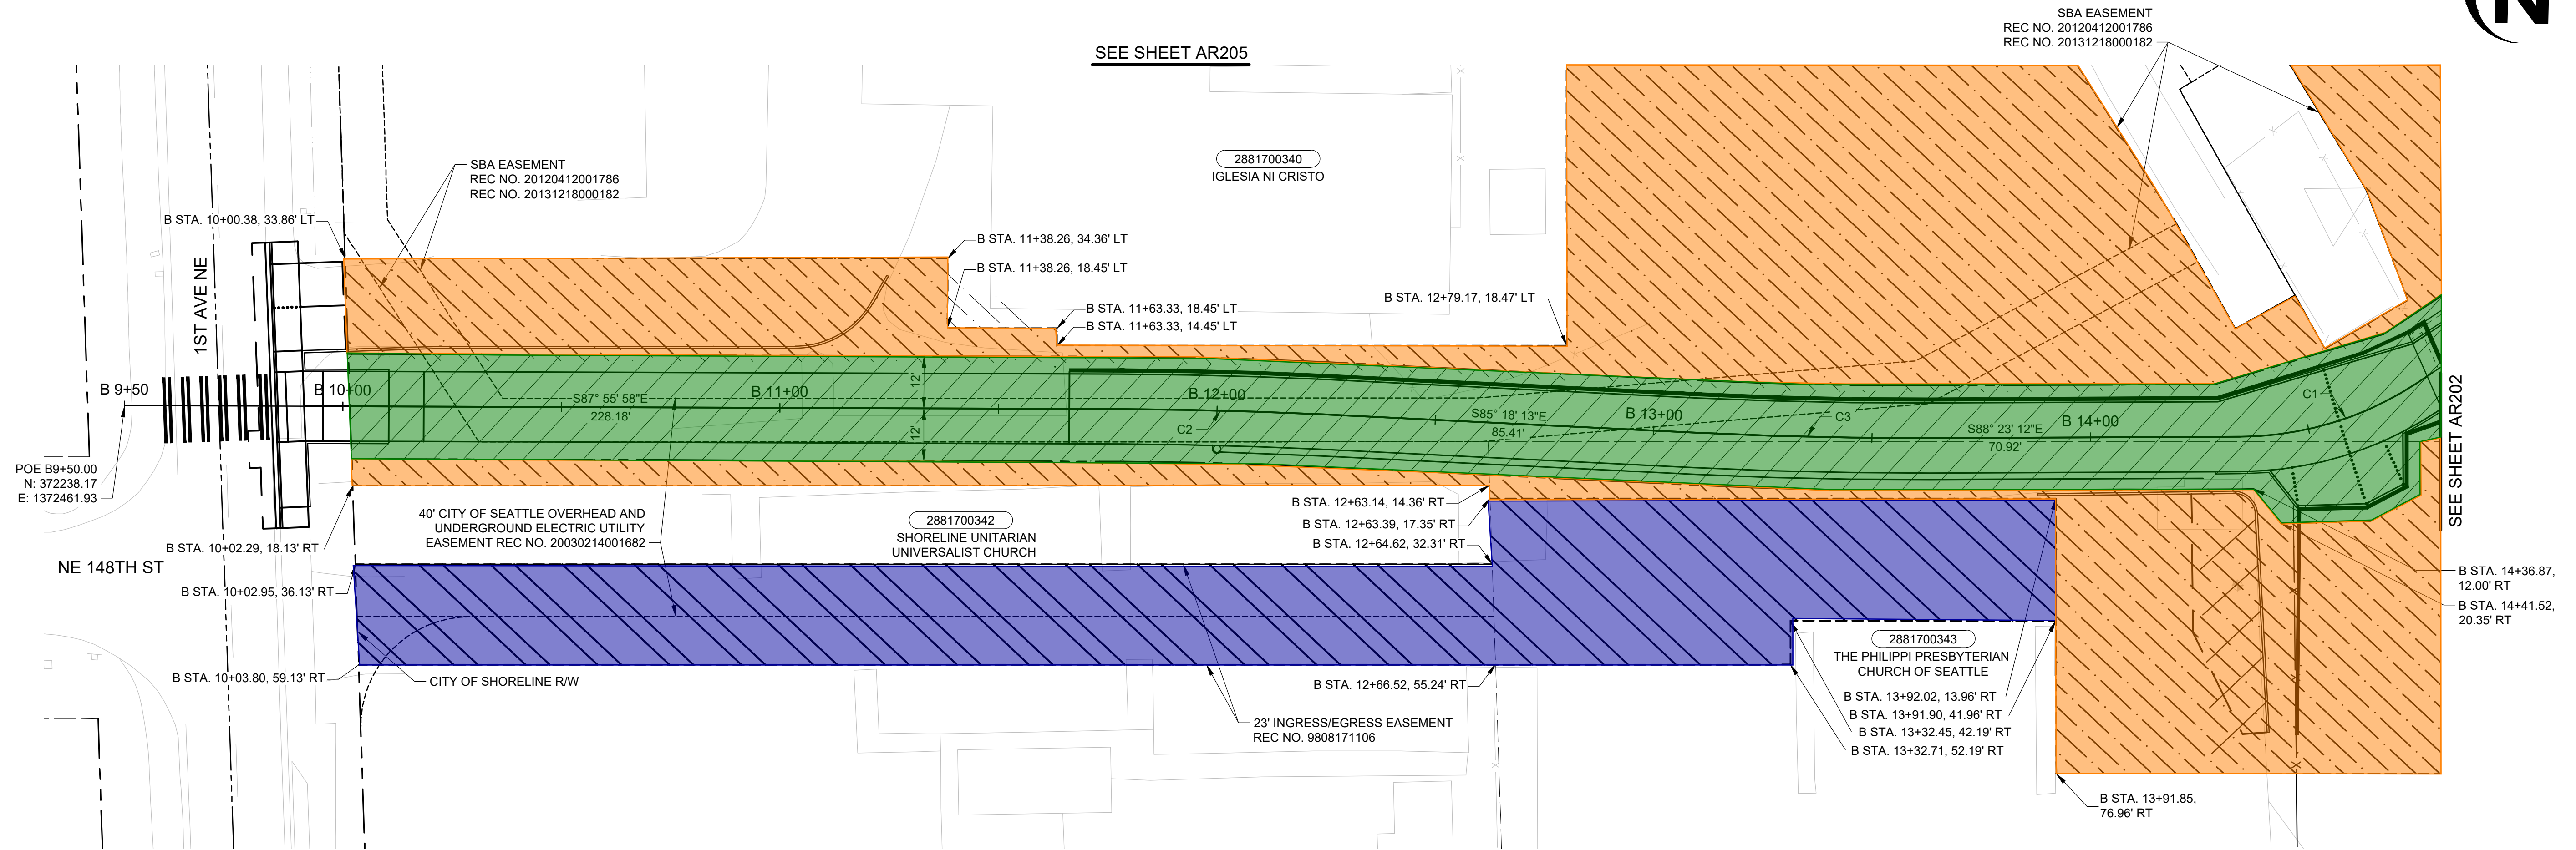 SEE SHEET AR205
N
SBA EASEMENT
REC NO. 20120412001786
REC NO. 20131218000182
SBA EASEMENT
REC NO. 20120412001786
REC NO. 20131218000182
2881700340
IGLESIA NI CRISTO
B STA. 10+00.38, 33.86' LT
B STA. 11+38.26, 34.36' LT
B STA. 11+38.26, 18.45' LT
B STA. 11+63.33, 18.45' LT
B STA. 11+63.33, 14.45' LT
B STA. 12+79.17, 18.47' LT
1ST AVE NE
B 9+50
B 10+00
B 11+00
B 12+00
B 13+00
B 14+00
12'
12'
S87° 55' 58"E
228.18'
C2
S85° 18' 13"E
85.41'
C3
S88° 23' 12"E
70.92'
C1
SEE SHEET AR202
POE B9+50.00
N: 372238.17
E: 1372461.93
40' CITY OF SEATTLE OVERHEAD AND
UNDERGROUND ELECTRIC UTILITY
EASEMENT REC NO. 20030214001682
2881700342
SHORELINE UNITARIAN
UNIVERSALIST CHURCH
B STA. 12+63.14, 14.36' RT
B STA. 12+63.39, 17.35' RT
B STA. 12+64.62, 32.31' RT
B STA. 10+02.29, 18.13' RT
NE 148TH ST
B STA. 10+02.95, 36.13' RT
B STA. 14+36.87,
12.00' RT
B STA. 14+41.52,
20.35' RT
2881700343
THE PHILIPPI PRESBYTERIAN
CHURCH OF SEATTLE
B STA. 10+03.80, 59.13' RT
CITY OF SHORELINE R/W
B STA. 12+66.52, 55.24' RT
B STA. 13+92.02, 13.96' RT
B STA. 13+91.90, 41.96' RT
B STA. 13+32.45, 42.19' RT
B STA. 13+32.71, 52.19' RT
23' INGRESS/EGRESS EASEMENT
REC NO. 9808171106
B STA. 13+91.85,
76.96' RT